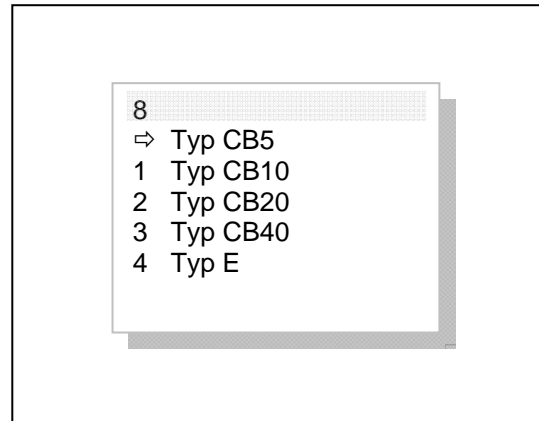 8
⇨ Typ CB5
1 Typ CB10
2 Typ CB20
3 Typ CB40
4 Typ E